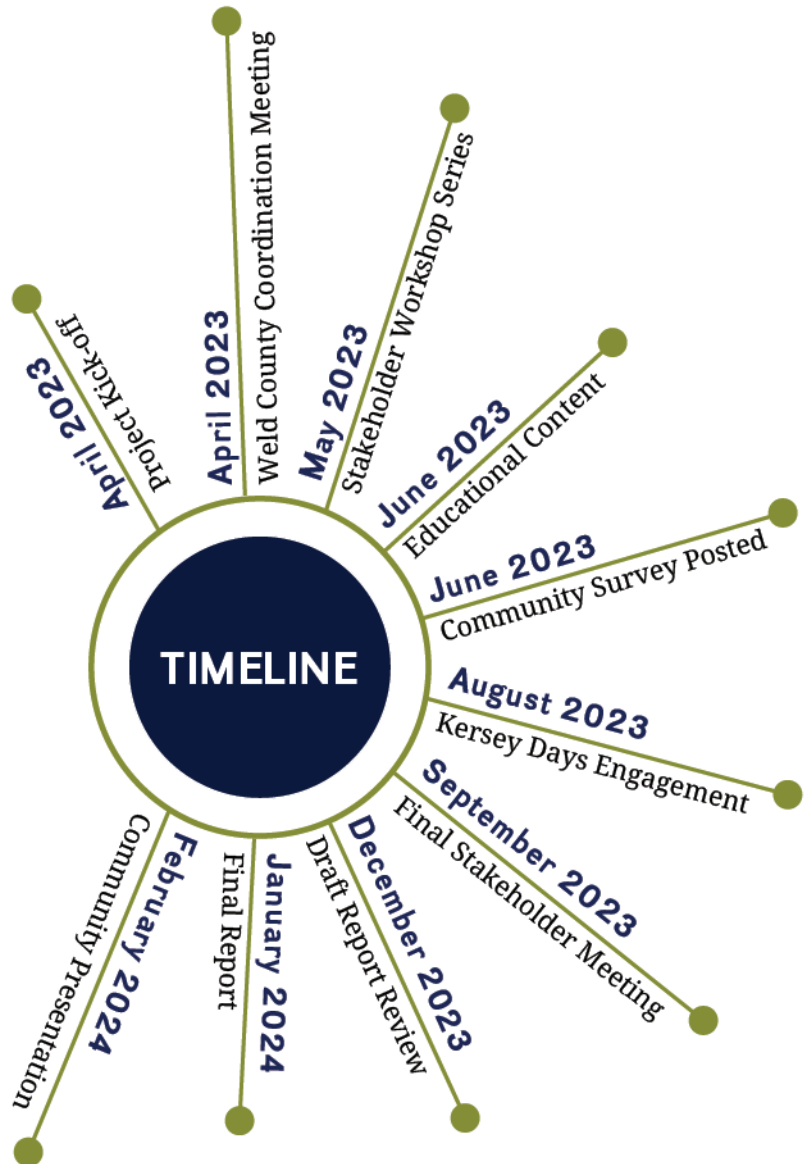 TIMELINE
April 2023
Project Kick-off
April 2023
Weld County Coordination Meeting
May 2023
Stakeholder Workshop Series
June 2023
Educational Content
June 2023
Community Survey Posted
August 2023
Kersey Days Engagement
September 2023
Final Stakeholder Meeting
December 2023
Draft Report Review
January 2024
Final Report
February 2024
Community Presentation